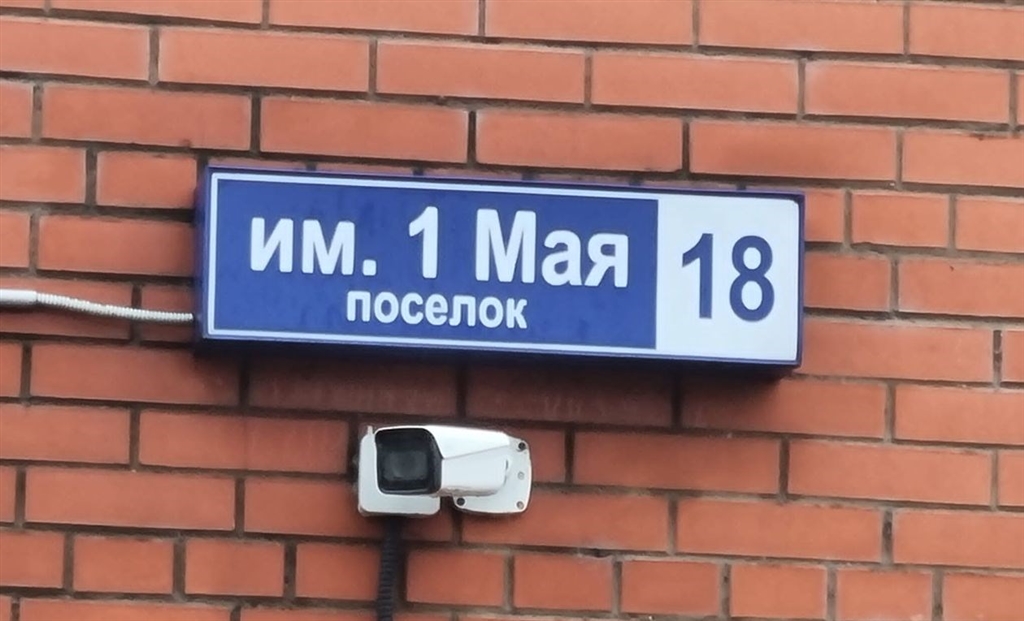 им. 1 Мая
поселок
18